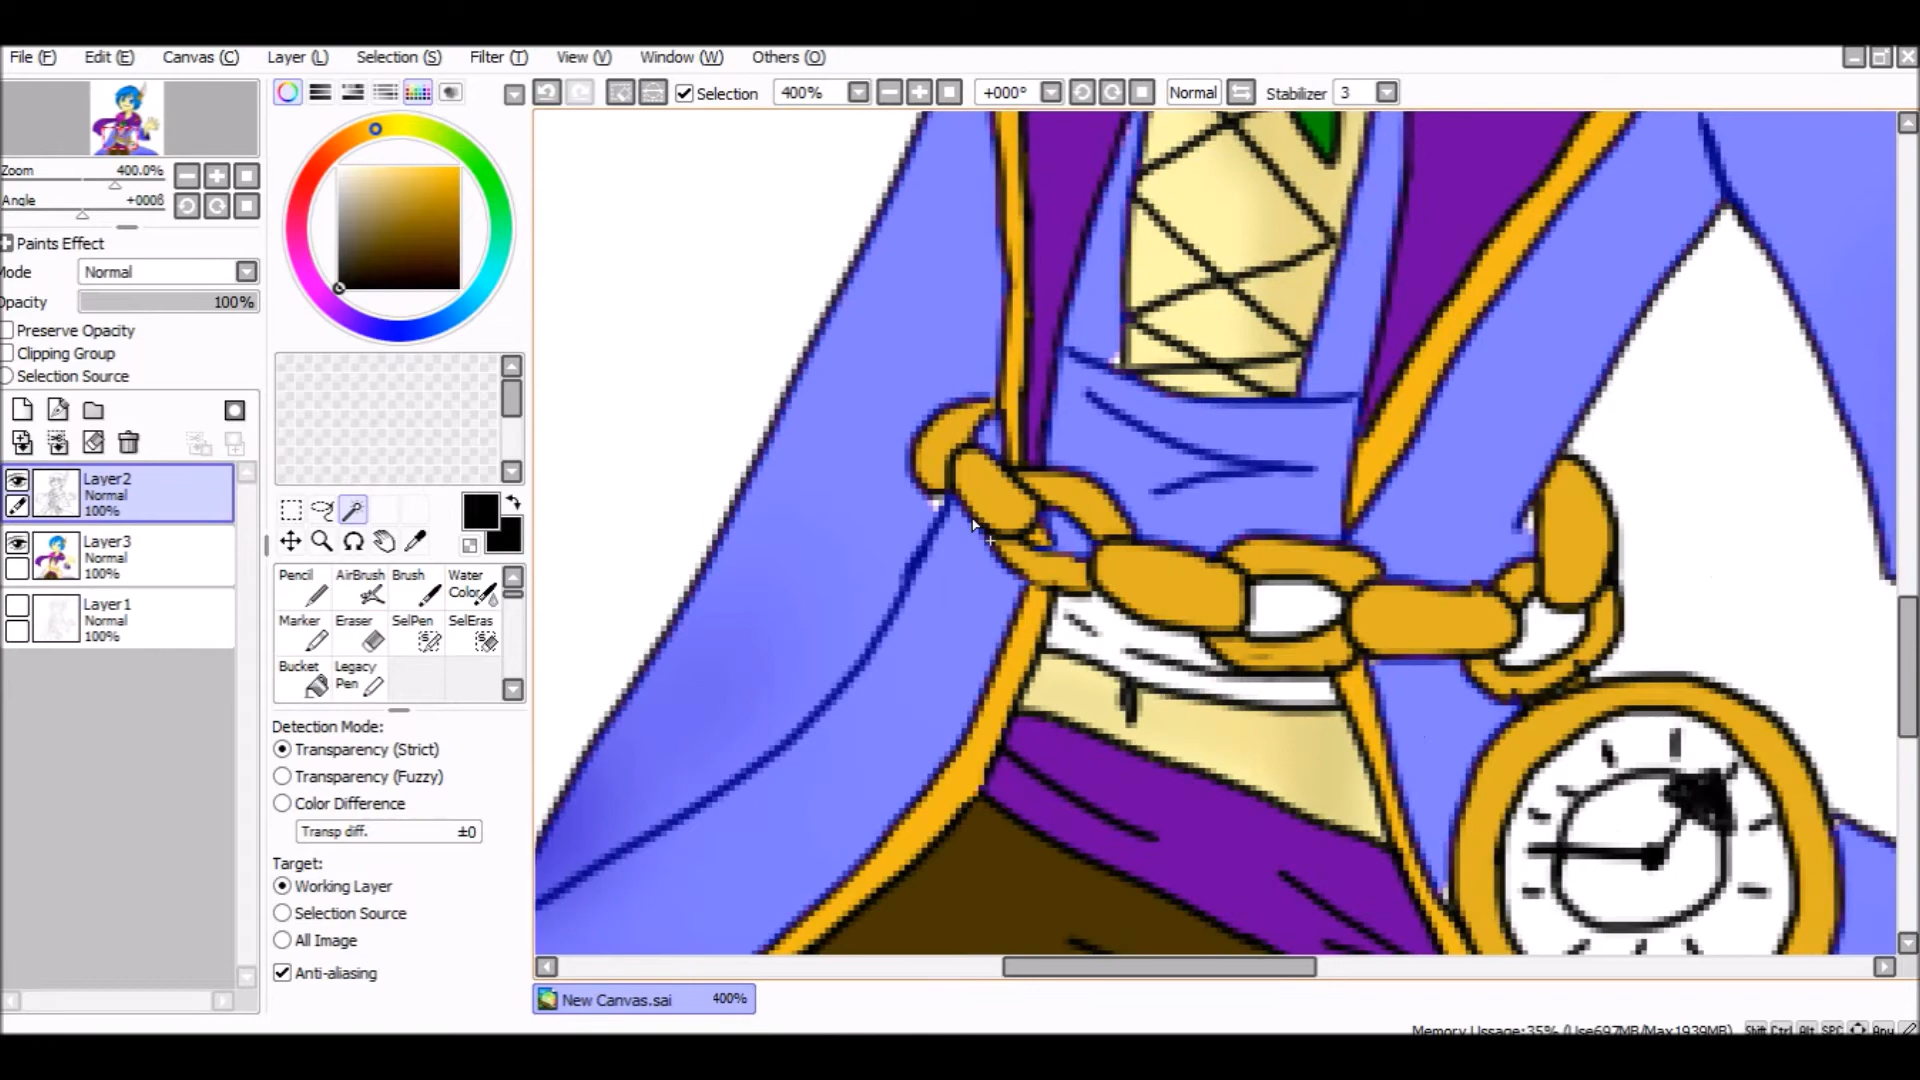 File (F) Edit (E) Canvas (C) Layer (L) Selection (S) Filter (T) View (V) Window (W) Others (O)
Selection 400% +000° Normal Stabilizer 3
Zoom 400.0%
Angle
Paints Effect
Mode Normal
Opacity 100%
Preserve Opacity
Clipping Group
Selection Source
Layer2
Normal
100%
Layer3
Normal
100%
Layer1
Normal
100%
Pencil AirBrush Brush Water
Color
Marker Eraser SelPen SelEras
Bucket Legacy
Pen
Detection Mode:
Transparency (Strict)
Transparency (Fuzzy)
Color Difference
Transp diff. ±0
Target:
Working Layer
Selection Source
All Image
Anti-aliasing
New Canvas.sai 400%
Memory Usage:35% (Use697MB/Max1939MB) Shift Ctrl Alt SPC Any